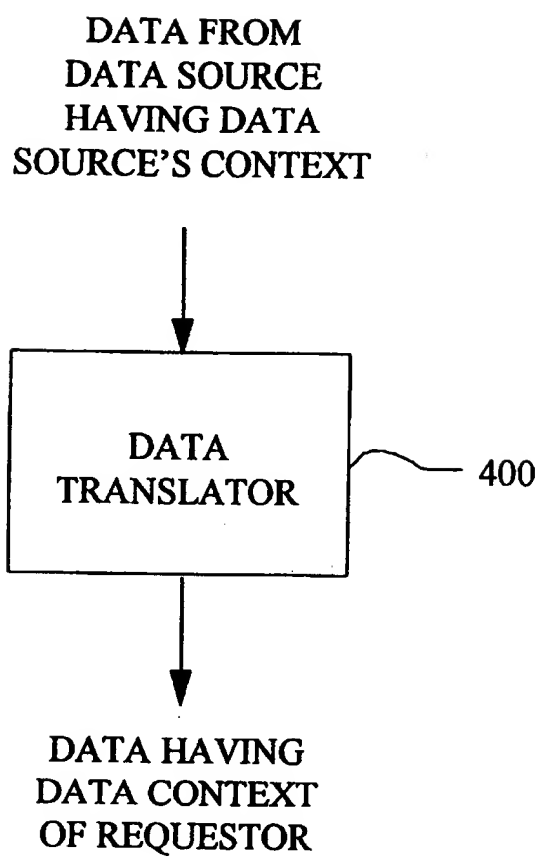 DATA FROM
DATA SOURCE
HAVING DATA
SOURCE'S CONTEXT
DATA
TRANSLATOR
400
DATA HAVING
DATA CONTEXT
OF REQUESTOR